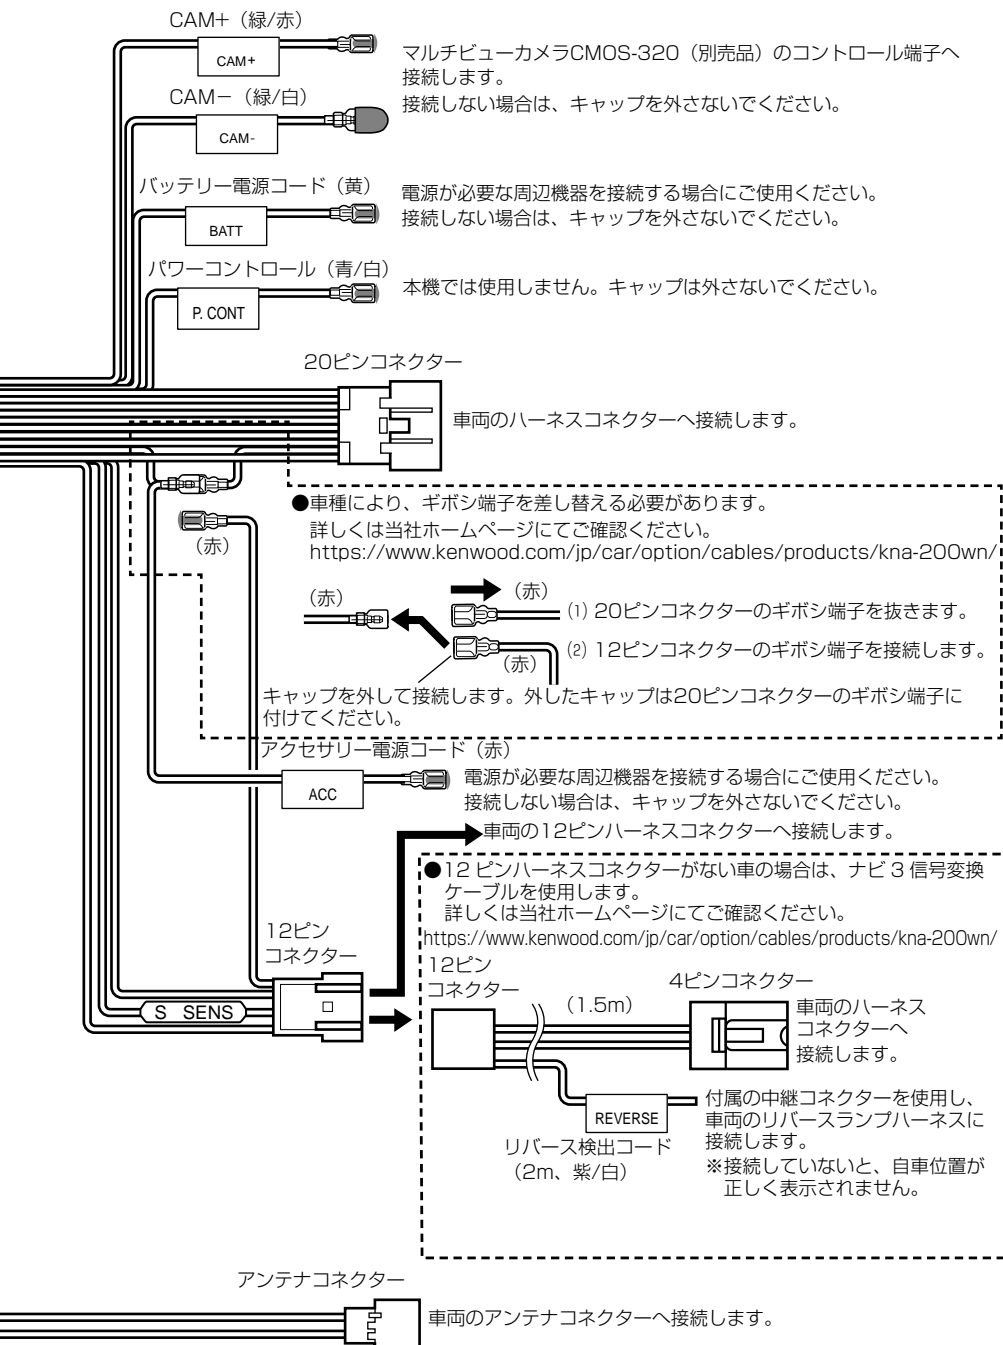 CAM+（緑/赤）
CAM+
マルチビューカメラCMOS-320（別売品）のコントロール端子へ
接続します。
接続しない場合は、キャップを外さないでください。
CAM－（緑/白）
CAM-
バッテリー電源コード（黄）
BATT
電源が必要な周辺機器を接続する場合にご使用ください。
接続しない場合は、キャップを外さないでください。
パワーコントロール（青/白）
P. CONT
本機では使用しません。キャップは外さないでください。
20ピンコネクター
車両のハーネスコネクターへ接続します。
●車種により、ギボシ端子を差し替える必要があります。
詳しくは当社ホームページにてご確認ください。
https://www.kenwood.com/jp/car/option/cables/products/kna-200wn/
（赤）
（赤）
（赤）
(1) 20ピンコネクターのギボシ端子を抜きます。
(2) 12ピンコネクターのギボシ端子を接続します。
（赤）
キャップを外して接続します。外したキャップは20ピンコネクターのギボシ端子に
付けてください。
アクセサリー電源コード（赤）
ACC
電源が必要な周辺機器を接続する場合にご使用ください。
接続しない場合は、キャップを外さないでください。
車両の12ピンハーネスコネクターへ接続します。
●12 ピンハーネスコネクターがない車の場合は、ナビ 3 信号変換
ケーブルを使用します。
詳しくは当社ホームページにてご確認ください。
https://www.kenwood.com/jp/car/option/cables/products/kna-200wn/
12ピン
コネクター
S SENS
12ピン
コネクター
（1.5m）
4ピンコネクター
車両のハーネス
コネクターへ
接続します。
REVERSE
リバース検出コード
（2m、紫/白）
付属の中継コネクターを使用し、
車両のリバースランプハーネスに
接続します。
※接続していないと、自車位置が
正しく表示されません。
アンテナコネクター
車両のアンテナコネクターへ接続します。